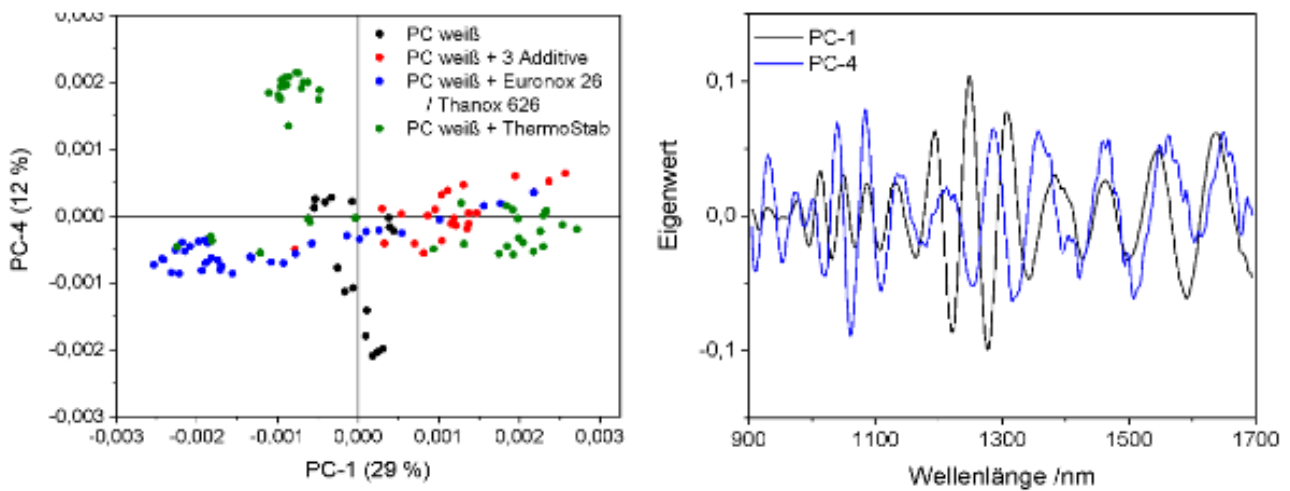 0,003
0,002
0,001
0,000
-0,001
-0,002
-0,003
PC-4 (12 %)
-0,003
-0,002
-0,001
0,000
0,001
0,002
0,003
PC-1 (29 %)
PC weiß
PC weiß + 3 Additive
PC weiß + Euronox 26
/ Thanox 626
PC weiß + ThermoStab
PC-1
PC-4
0,1
0,0
-0,1
Eigenwert
900
1100
1300
1500
1700
Wellenlänge /nm